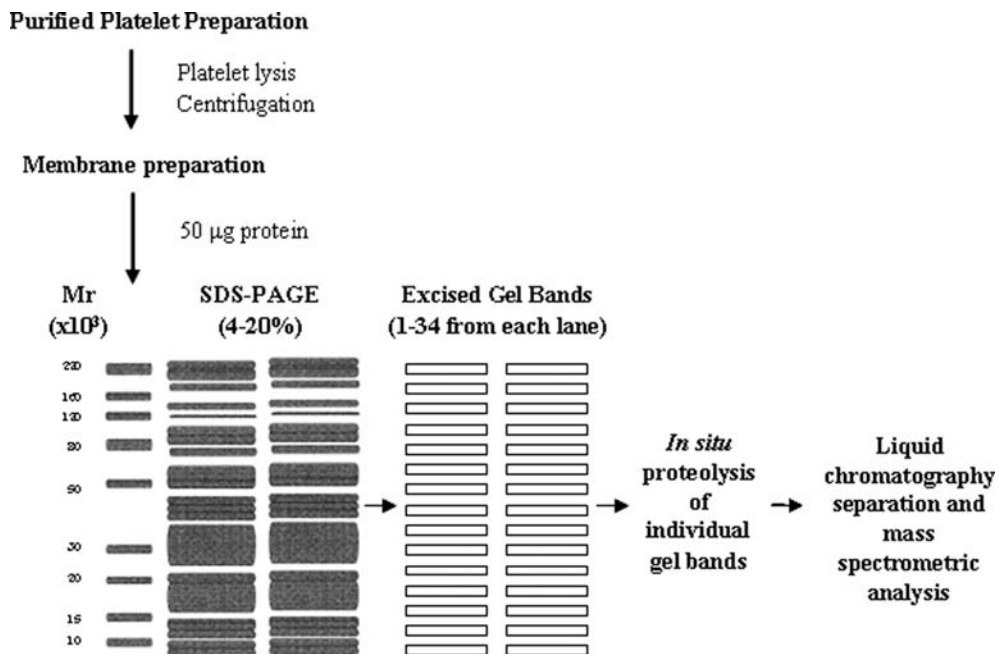 Purified Platelet Preparation
Platelet lysis
Centrifugation
Membrane preparation
50 μg protein
Mr
(x10³)
SDS-PAGE
(4-20%)
Excised Gel Bands
(1-34 from each lane)
160
80
50
30
20
15
10
In situ
proteolysis
of
individual
gel bands
Liquid
chromatography
separation and
mass
spectrometric
analysis